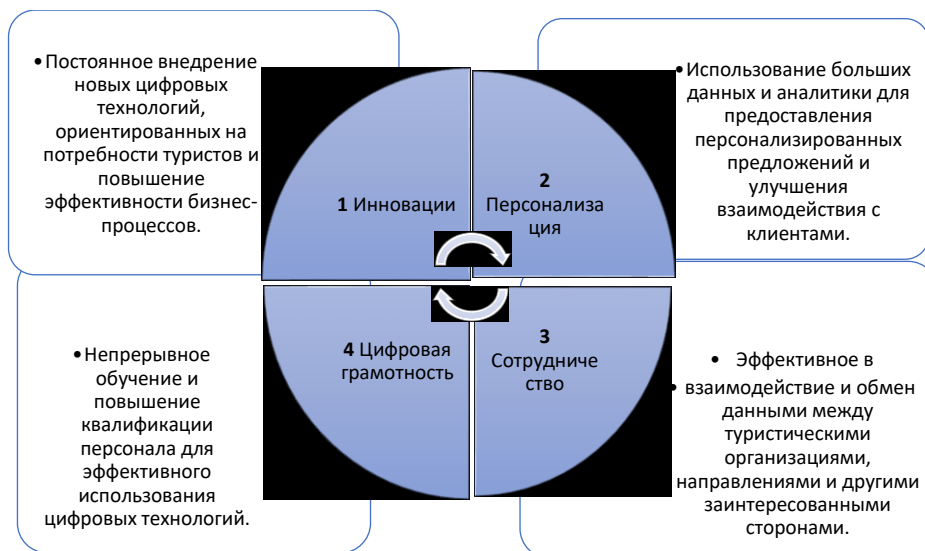 • Постоянное внедрение
новых цифровых
технологий,
ориентированных на
потребности туристов и
повышение
эффективности бизнес-
процессов.
1 Инновации
2
Персонализа
ция
• Использование больших
данных и аналитики для
предоставления
персонализированных
предложений и
улучшения
взаимодействия с
клиентами.
• Непрерывное
обучение и
повышение
квалификации
персонала для
эффективного
использования
цифровых технологий.
4 Цифровая
грамотность
3
Сотрудниче
ство
• Эффективное в
• взаимодействие и обмен
данными между
туристическими
организациями,
направлениями и другими
заинтересованными
сторонами.